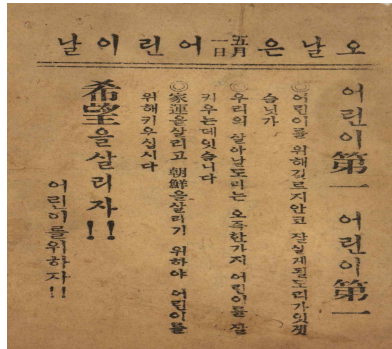 오날은 五月一日 어린이날
어린이 第一 어린이 第一
◎어린이를 위해길르지안코 잘살게될도리가잇겟
슴닛가
◎우리의 살아날도리는 오즉한가지 어린이를 잘
키우는데잇슴니다
◎家運을살리고 朝鮮을살리기 위하야 어린이를
위해키우십시다
希望을살리자!!
어린이를위하자!!